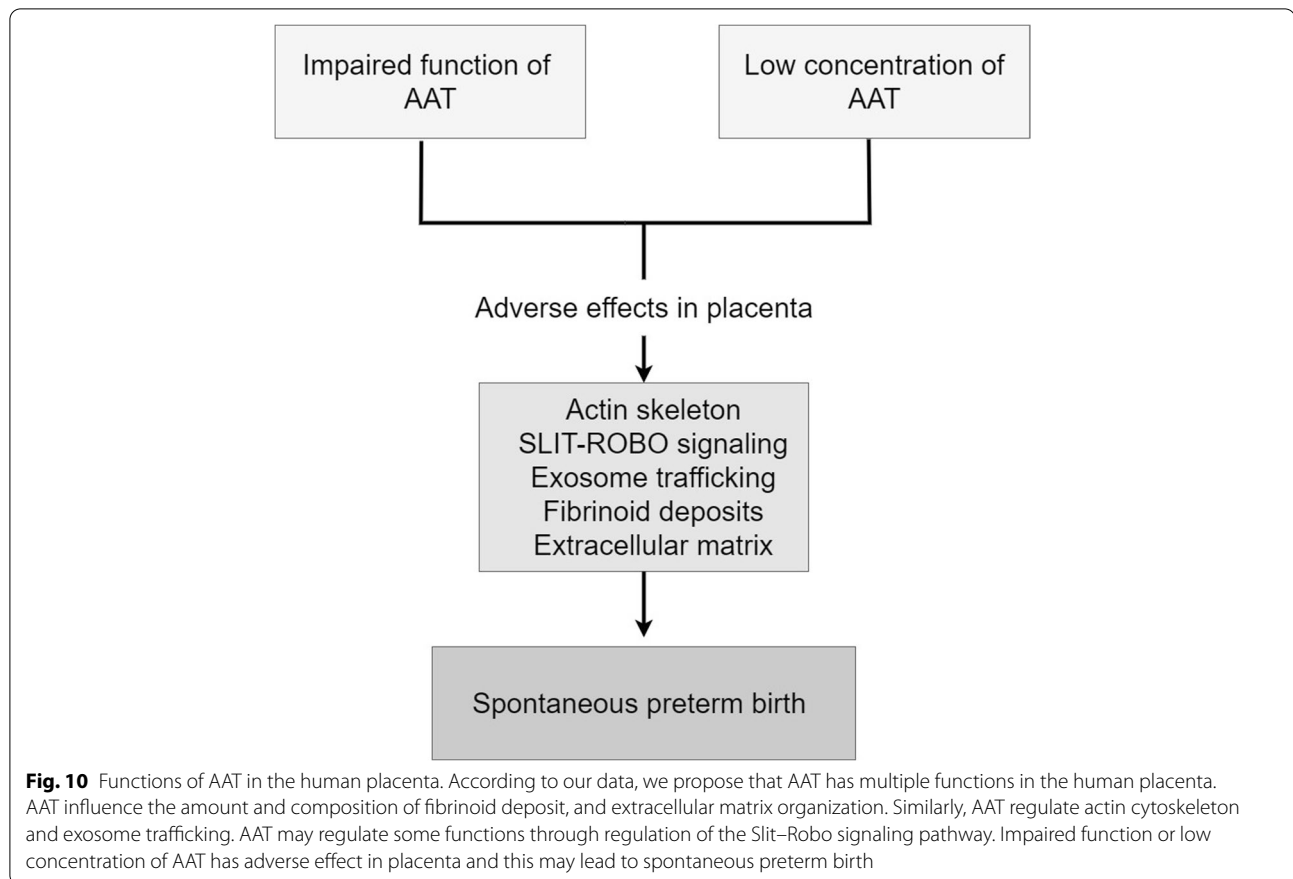 Impaired function of
AAT
Low concentration of
AAT
Adverse effects in placenta
Actin skeleton
SLIT-ROBO signaling
Exosome trafficking
Fibrinoid deposits
Extracellular matrix
Spontaneous preterm birth
Fig. 10 Functions of AAT in the human placenta. According to our data, we propose that AAT has multiple functions in the human placenta.
AAT influence the amount and composition of fibrinoid deposit, and extracellular matrix organization. Similarly, AAT regulate actin cytoskeleton
and exosome trafficking. AAT may regulate some functions through regulation of the Slit–Robo signaling pathway. Impaired function or low
concentration of AAT has adverse effect in placenta and this may lead to spontaneous preterm birth